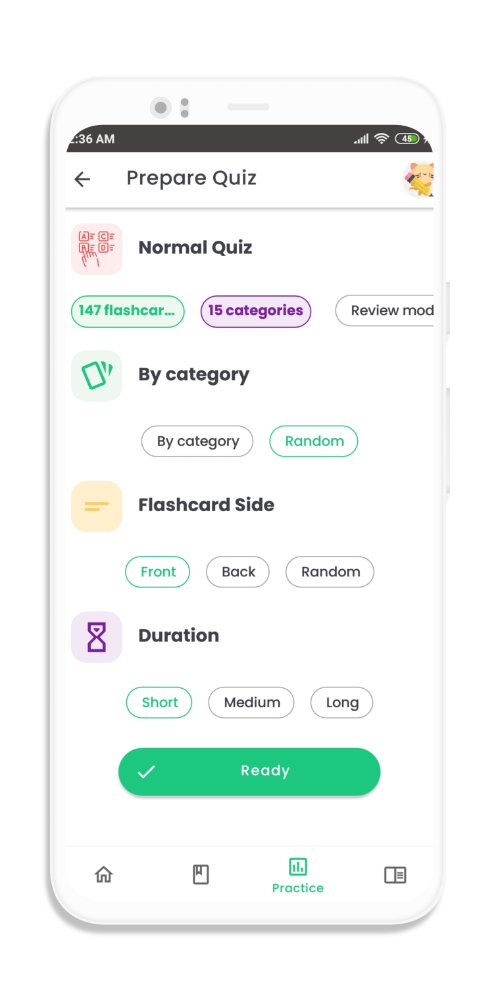 :36 AM
45
Prepare Quiz
A C
B D
Normal Quiz
147 flashcar... 15 categories Review mod
By category
By category Random
Flashcard Side
Front Back Random
Duration
Short Medium Long
Ready
Practice